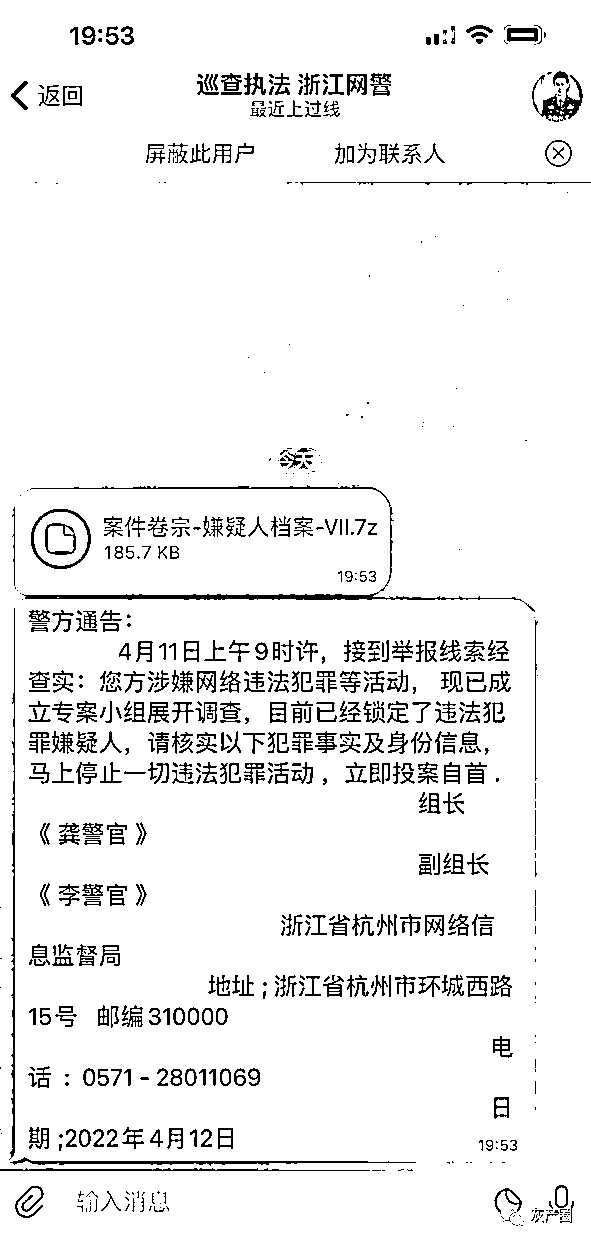 19:53
返回
巡查执法 浙江网警
最近上过线
屏蔽此用户
加为联系人
今天
案件卷宗-嫌疑人档案-VII.7z
185.7 KB
19:53
警方通告：
4月11日上午9时许，接到举报线索经
查实：您方涉嫌网络违法犯罪等活动， 现已成
立专案小组展开调查，目前已经锁定了违法犯
罪嫌疑人，请核实以下犯罪事实及身份信息，
马上停止一切违法犯罪活动 ，立即投案自首 .
组长
《 龚警官 》
副组长
《 李警官 》
浙江省杭州市网络信
息监督局
地址 ; 浙江省杭州市环城西路
15号 邮编 310000
电
话 : 0571 - 28011069
日
期 ;2022年4月12日
19:53
输入消息
灰产圈